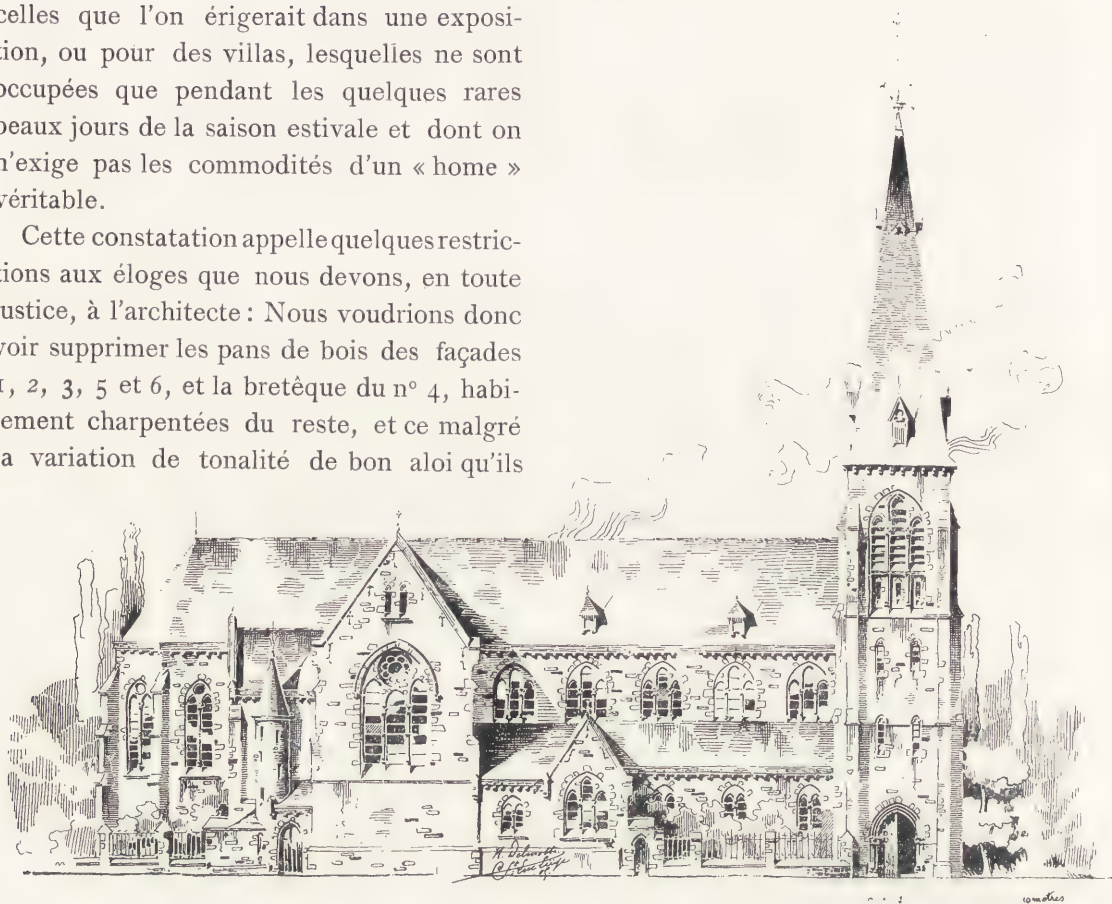 celles que l'on érigerait dans une exposi-
tion, ou pour des villas, lesquelles ne sont
occupées que pendant les quelques rares
beaux jours de la saison estivale et dont on
n'exige pas les commodités d'un « home »
véritable.
Cette constatation appelle quelques restric-
tions aux éloges que nous devons, en toute
justice, à l'architecte : Nous voudrions donc
voir supprimer les pans de bois des façades
1, 2, 3, 5 et 6, et la bretêque du n° 4, habi-
lement charpentées du reste, et ce malgré
la variation de tonalité de bon aloi qu'ils
10 mètres